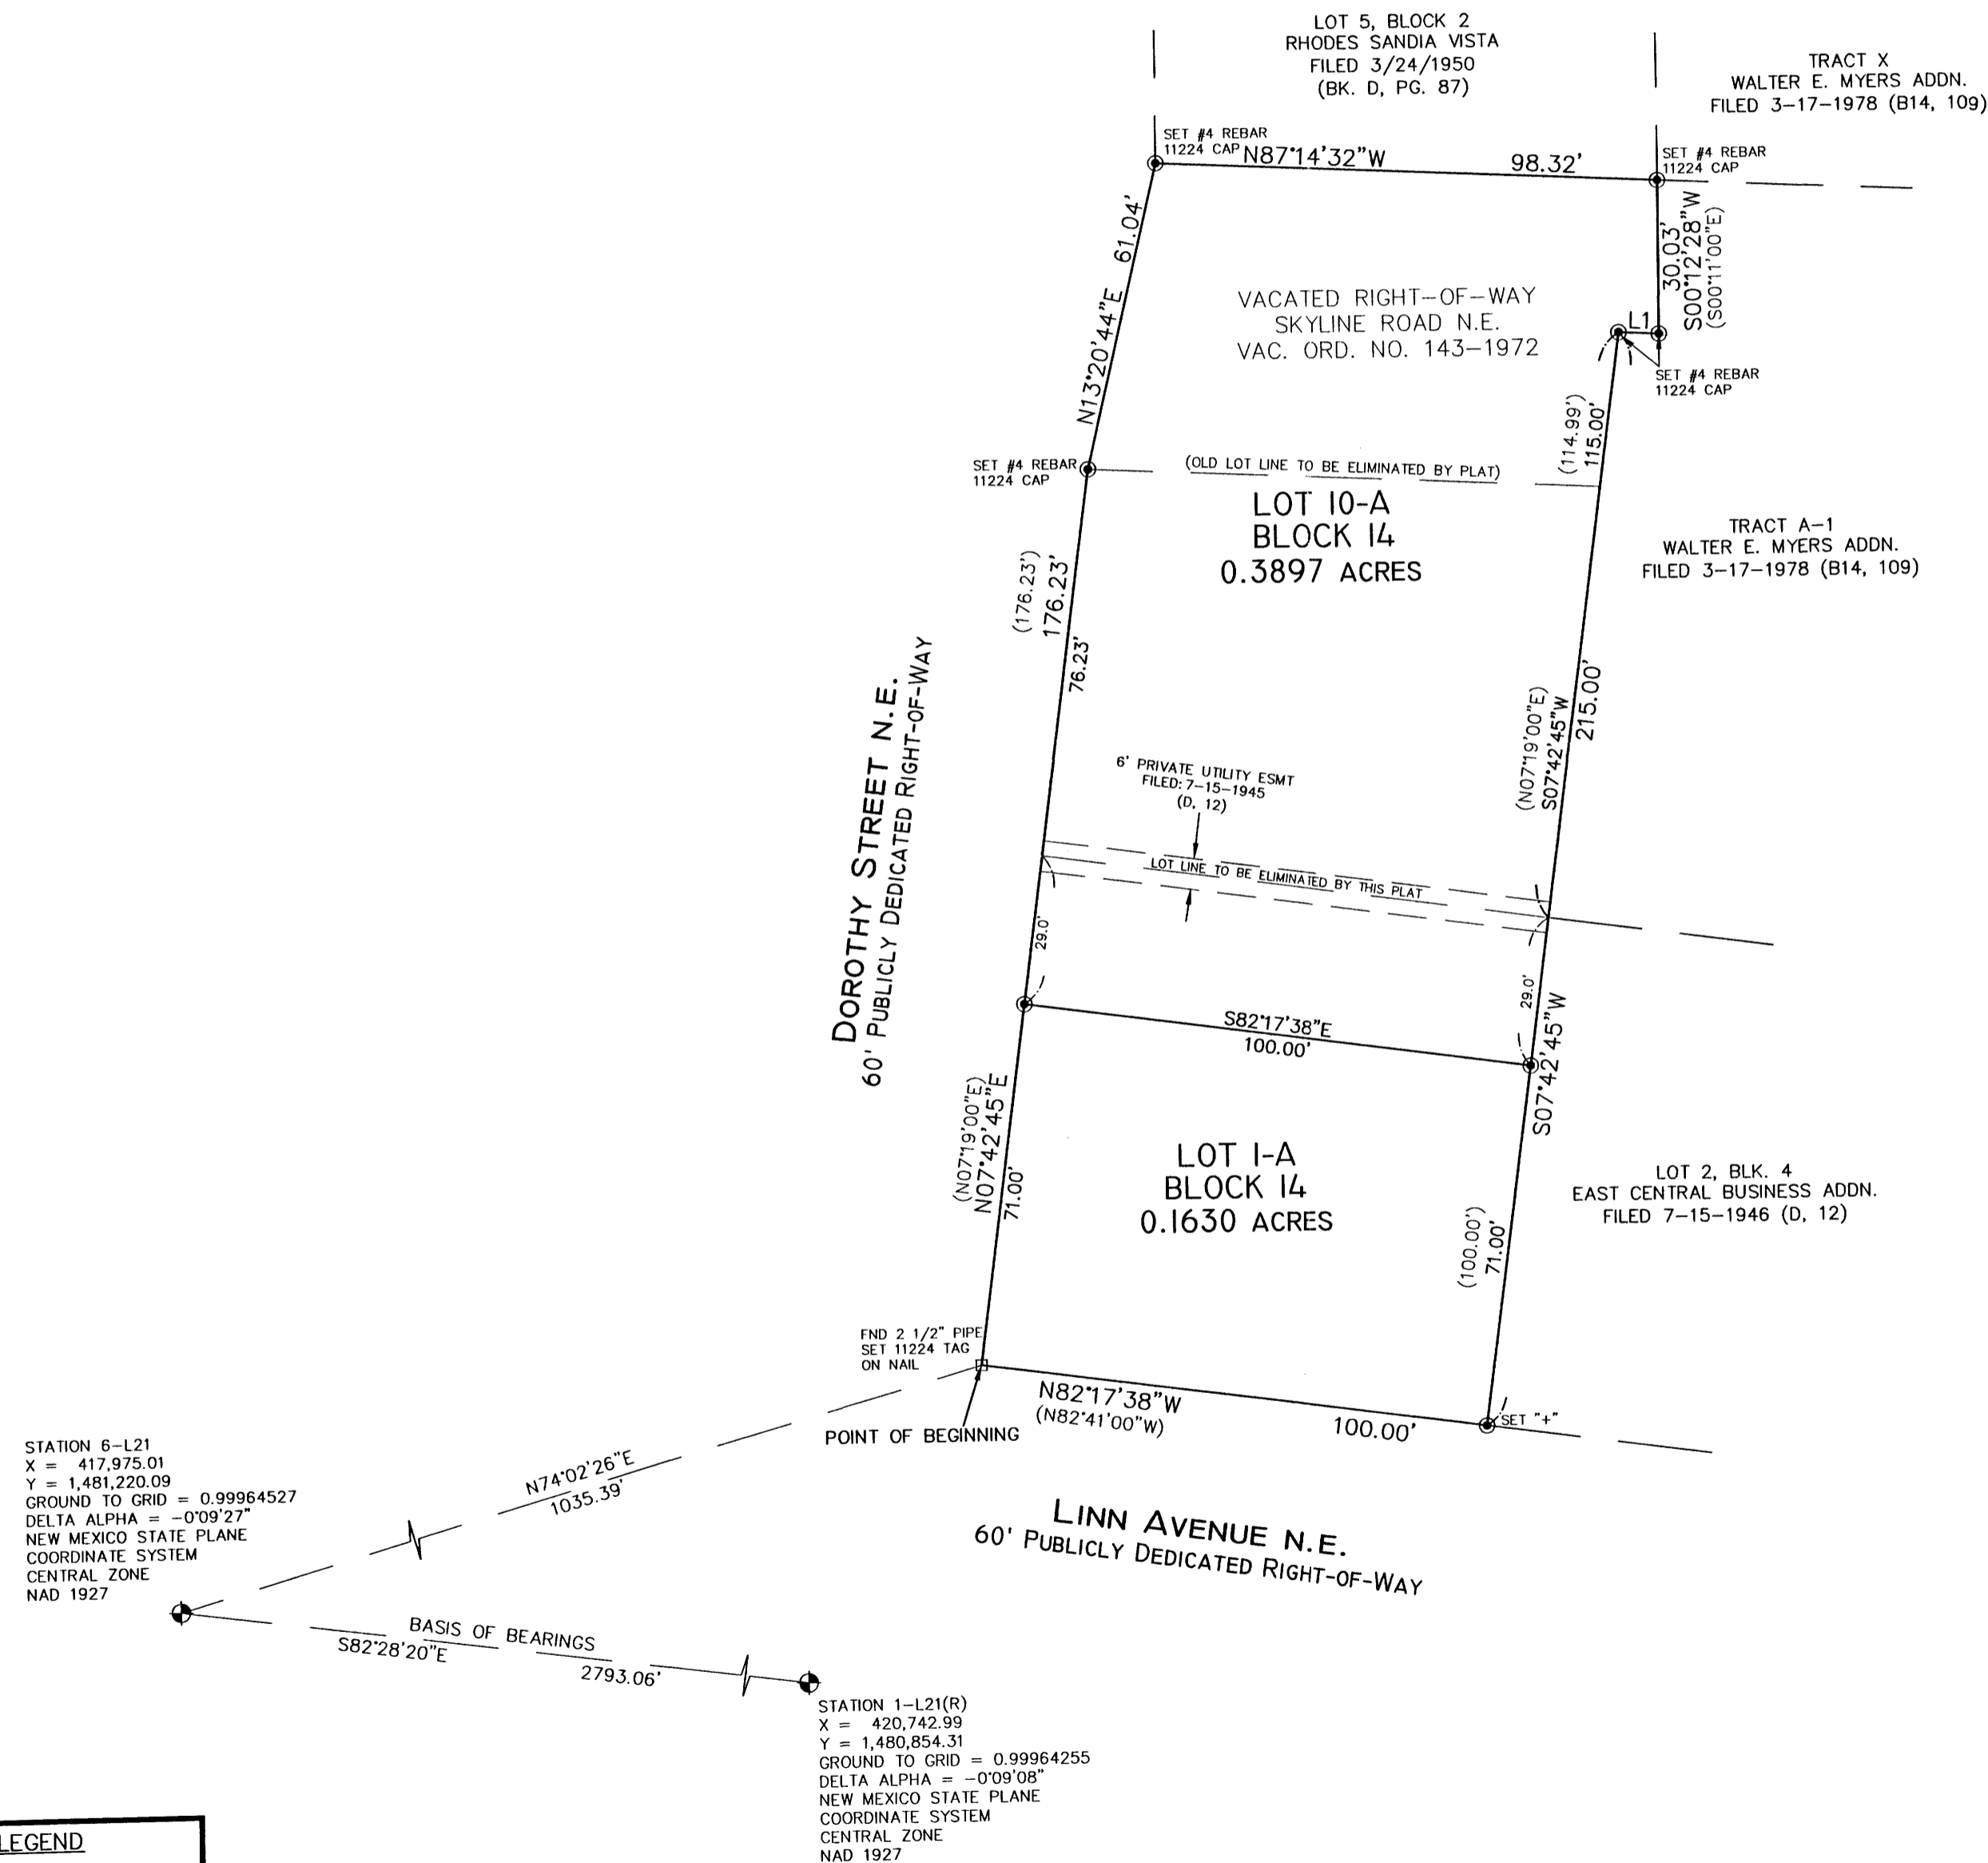 LOT 5, BLOCK 2
RHODES SANDIA VISTA
FILED 3/24/1950
(BK. D, PG. 87)
TRACT X
WALTER E. MYERS ADDN.
FILED 3-17-1978 (B14, 109)
SET #4 REBAR
11224 CAP
N87°14'32"W
98.32'
SET #4 REBAR
11224 CAP
N13°20'44"E 61.04'
30.03'
S00°12'28"W
(S00°11'00"E)
VACATED RIGHT-OF-WAY
SKYLINE ROAD N.E.
VAC. ORD. NO. 143-1972
L1
SET #4 REBAR
11224 CAP
(114.99')
115.00'
SET #4 REBAR
11224 CAP
(OLD LOT LINE TO BE ELIMINATED BY PLAT)
LOT 10-A
BLOCK 14
0.3897 ACRES
TRACT A-1
WALTER E. MYERS ADDN.
FILED 3-17-1978 (B14, 109)
(176.23')
176.23'
76.23'
(N07°19'00"E)
S07°42'45"W
215.00'
DOROTHY STREET N.E.
60' PUBLICLY DEDICATED RIGHT-OF-WAY
6' PRIVATE UTILITY ESMT
FILED: 7-15-1945
(D, 12)
LOT LINE TO BE ELIMINATED BY THIS PLAT
29.0'
29.0'
S82°17'38"E
100.00'
S07°42'45"W
(N07°19'00"E)
N07°42'45"E
71.00'
LOT 1-A
BLOCK 14
0.1630 ACRES
LOT 2, BLK. 4
EAST CENTRAL BUSINESS ADDN.
FILED 7-15-1946 (D, 12)
(100.00')
71.00'
FND 2 1/2" PIPE
SET 11224 TAG
ON NAIL
N82°17'38"W
(N82°41'00"W)
100.00'
SET "+"
POINT OF BEGINNING
STATION 6-L21
X = 417,975.01
Y = 1,481,220.09
GROUND TO GRID = 0.99964527
DELTA ALPHA = -0°09'27"
NEW MEXICO STATE PLANE
COORDINATE SYSTEM
CENTRAL ZONE
NAD 1927
N74°02'26"E
1035.39'
LINN AVENUE N.E.
60' PUBLICLY DEDICATED RIGHT-OF-WAY
BASIS OF BEARINGS
S82°28'20"E
2793.06'
STATION 1-L21(R)
X = 420,742.99
Y = 1,480,854.31
GROUND TO GRID = 0.99964255
DELTA ALPHA = -0°09'08"
NEW MEXICO STATE PLANE
COORDINATE SYSTEM
CENTRAL ZONE
NAD 1927
LEGEND